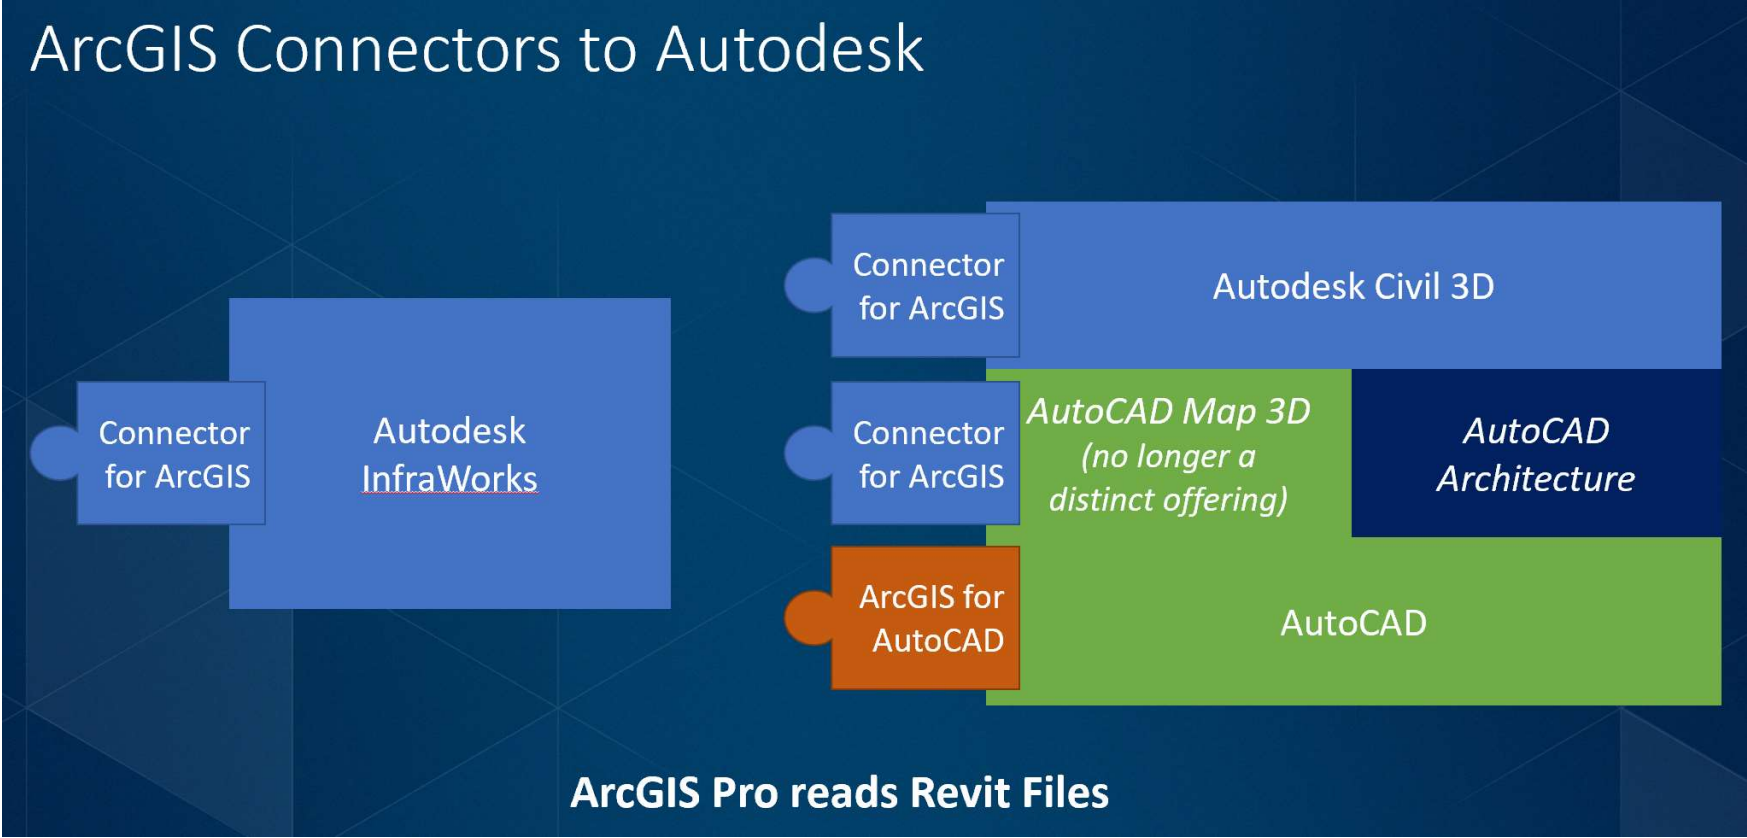 ArcGIS Connectors to Autodesk
Connector
for ArcGIS
Autodesk
InfraWorks
Connector
for ArcGIS
Autodesk Civil 3D
Connector
for ArcGIS
AutoCAD Map 3D
(no longer a
distinct offering)
AutoCAD
Architecture
ArcGIS for
AutoCAD
AutoCAD
ArcGIS Pro reads Revit Files